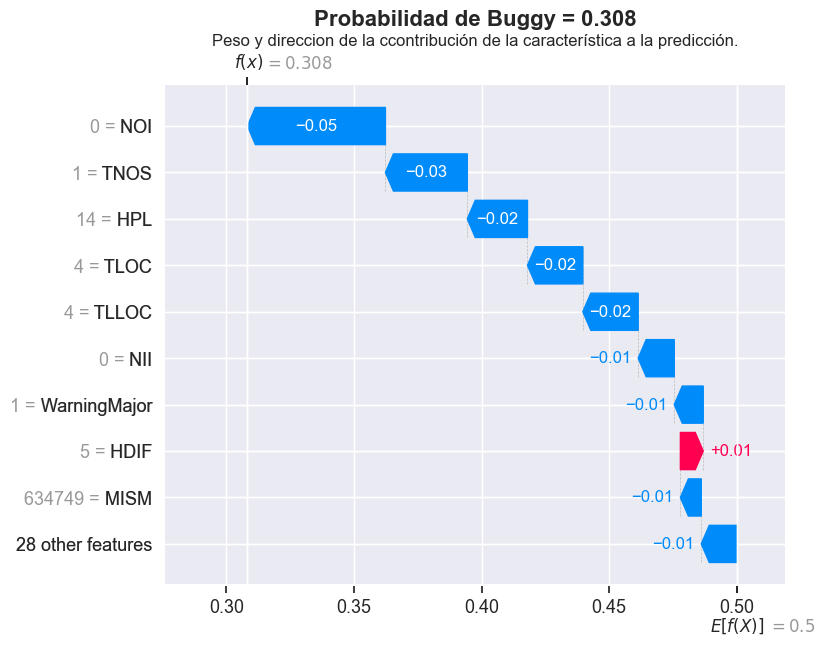 Probabilidad de Buggy = 0.308
Peso y direccion de la ccontribución de la característica a la predicción.
f(x) = 0.308
0 = NOI −0.05
1 = TNOS −0.03
14 = HPL −0.02
4 = TLOC −0.02
4 = TLLOC −0.02
0 = NII −0.01
1 = WarningMajor −0.01
5 = HDIF +0.01
634749 = MISM −0.01
28 other features −0.01
0.30 0.35 0.40 0.45 0.50
E[f(X)] = 0.5